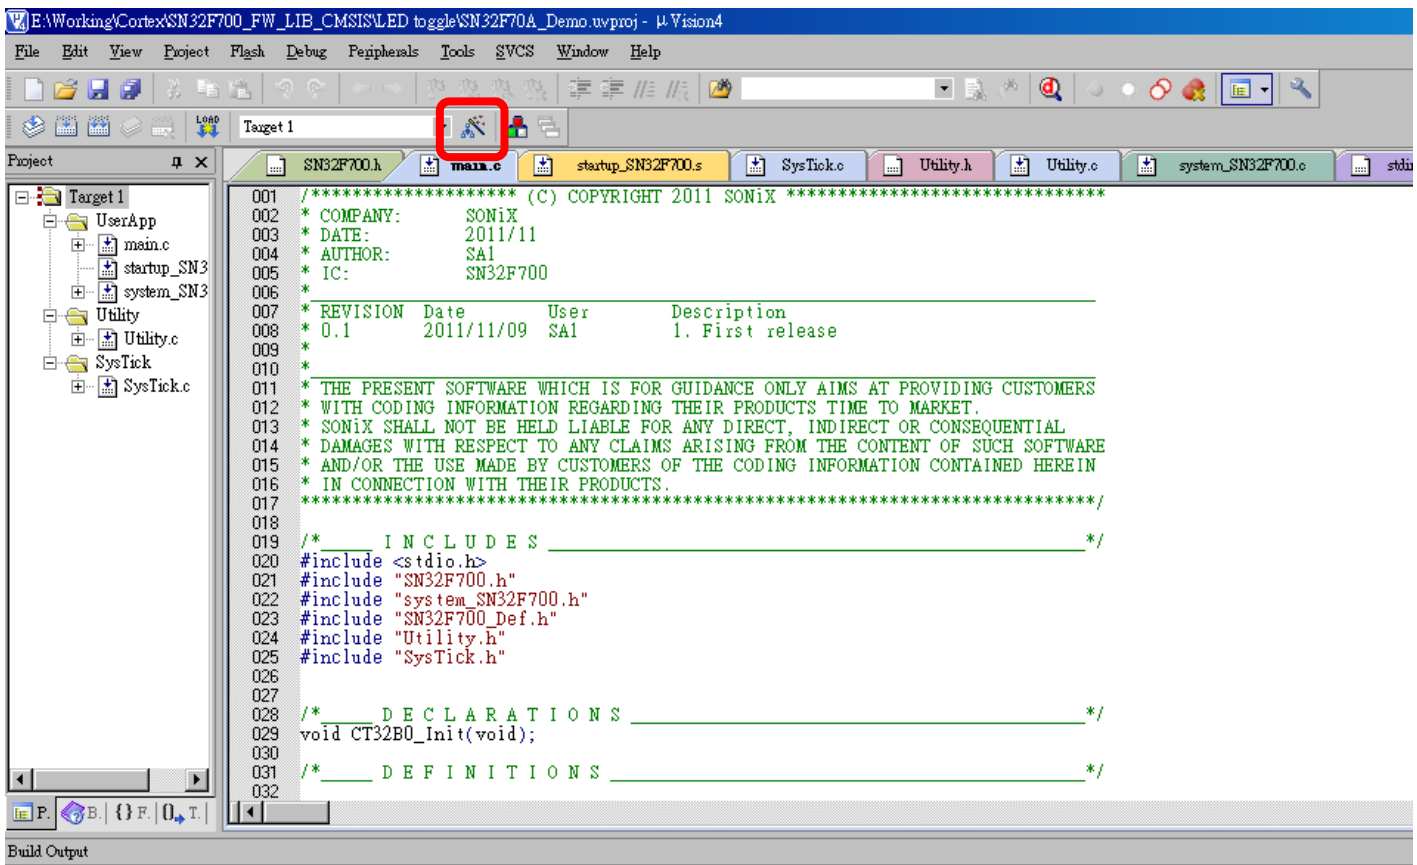 E:\Working\Cortex\SN32F700_FW_LIB_CMSIS\LED toggle\SN32F70A_Demo.uvproj - µVision4
File Edit View Project Flash Debug Peripherals Tools SVCS Window Help
LOAD Target 1
Project
SN32F700.h main.c startup_SN32F700.s SysTick.c Utility.h Utility.c system_SN32F700.c
Target 1
UserApp
main.c
startup_SN3
system_SN3
Utility
Utility.c
SysTick
SysTick.c
001 /******************** (C) COPYRIGHT 2011 SONiX *******************************
002 * COMPANY: SONiX
003 * DATE: 2011/11
004 * AUTHOR: SA1
005 * IC: SN32F700
006 *____________________________________________________________________________
007 * REVISION Date User Description
008 * 0.1 2011/11/09 SA1 1. First release
009 *
010 *____________________________________________________________________________
011 * THE PRESENT SOFTWARE WHICH IS FOR GUIDANCE ONLY AIMS AT PROVIDING CUSTOMERS
012 * WITH CODING INFORMATION REGARDING THEIR PRODUCTS TIME TO MARKET.
013 * SONiX SHALL NOT BE HELD LIABLE FOR ANY DIRECT, INDIRECT OR CONSEQUENTIAL
014 * DAMAGES WITH RESPECT TO ANY CLAIMS ARISING FROM THE CONTENT OF SUCH SOFTWARE
015 * AND/OR THE USE MADE BY CUSTOMERS OF THE CODING INFORMATION CONTAINED HEREIN
016 * IN CONNECTION WITH THEIR PRODUCTS.
017 *****************************************************************************/
018
019 /*_____ I N C L U D E S ____________________________________________________*/
020 #include <stdio.h>
021 #include "SN32F700.h"
022 #include "system_SN32F700.h"
023 #include "SN32F700_Def.h"
024 #include "Utility.h"
025 #include "SysTick.h"
026
027
028 /*_____ D E C L A R A T I O N S ____________________________________________*/
029 void CT32B0_Init(void);
030
031 /*_____ D E F I N I T I O N S ______________________________________________*/
032
P. B. {} F. 0 T.
Build Output